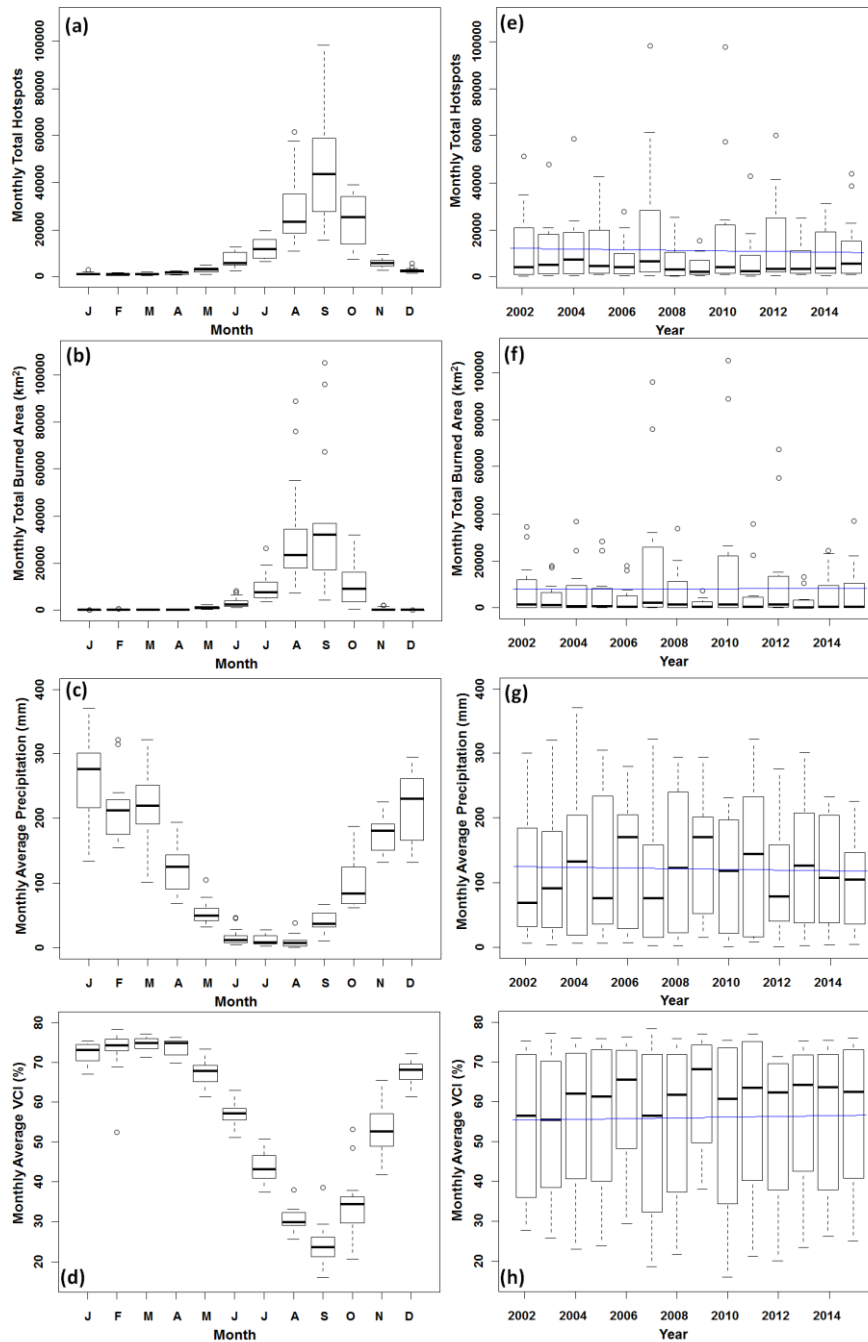 (a)
Monthly Total Hotspots
0 20000 40000 60000 80000 100000
J F M A M J J A S O N D
Month
(e)
Monthly Total Hotspots
0 20000 40000 60000 80000 100000
2002 2004 2006 2008 2010 2012 2014
Year
(b)
Monthly Total Burned Area (km²)
0 20000 40000 60000 80000 100000
J F M A M J J A S O N D
Month
(f)
Monthly Total Burned Area (km²)
0 20000 40000 60000 80000 100000
2002 2004 2006 2008 2010 2012 2014
Year
(c)
Monthly Average Precipitation (mm)
0 100 200 300 400
J F M A M J J A S O N D
Month
(g)
Monthly Average Precipitation (mm)
0 100 200 300 400
2002 2004 2006 2008 2010 2012 2014
Year
(d)
Monthly Average VCI (%)
20 30 40 50 60 70 80
J F M A M J J A S O N D
Month
(h)
Monthly Average VCI (%)
20 30 40 50 60 70 80
2002 2004 2006 2008 2010 2012 2014
Year